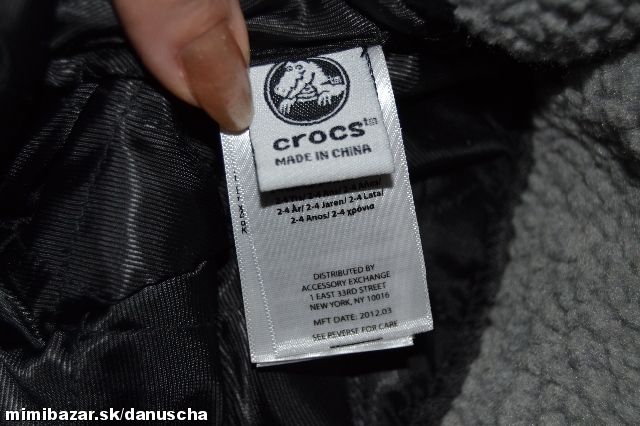 crocs™
MADE IN CHINA
2-4 År/ 2-4 Jaren/ 2-4 Lata/
2-4 Anos/ 2-4 χρόνια
DISTRIBUTED BY
ACCESSORY EXCHANGE
1 EAST 33RD STREET
NEW YORK, NY 10016
MFT DATE: 2012.03
SEE REVERSE FOR CARE
mimibazar.sk/danuscha